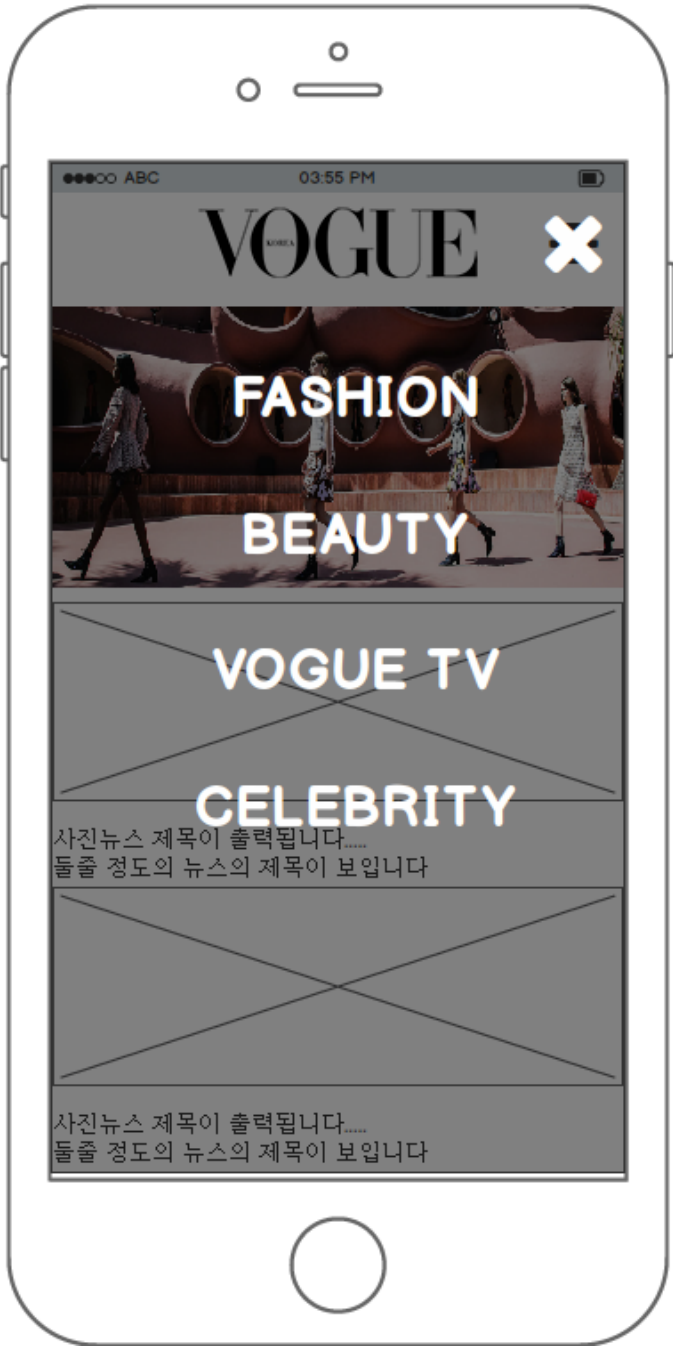 ABC 03:55 PM
VOGUE
KOREA
FASHION
BEAUTY
VOGUE TV
CELEBRITY
사진뉴스 제목이 출력됩니다.....
둘줄 정도의 뉴스의 제목이 보입니다
사진뉴스 제목이 출력됩니다.....
둘줄 정도의 뉴스의 제목이 보입니다